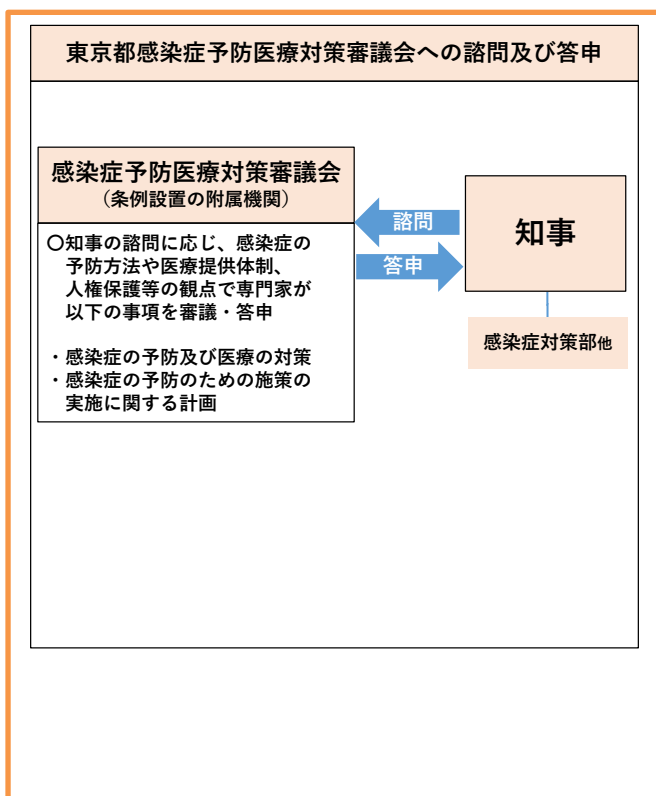 東京都感染症予防医療対策審議会への諮問及び答申
感染症予防医療対策審議会
（条例設置の附属機関）
〇知事の諮問に応じ、感染症の
予防方法や医療提供体制、
人権保護等の観点で専門家が
以下の事項を審議・答申
・感染症の予防及び医療の対策
・感染症の予防のための施策の
実施に関する計画
諮問
答申
知事
感染症対策部他